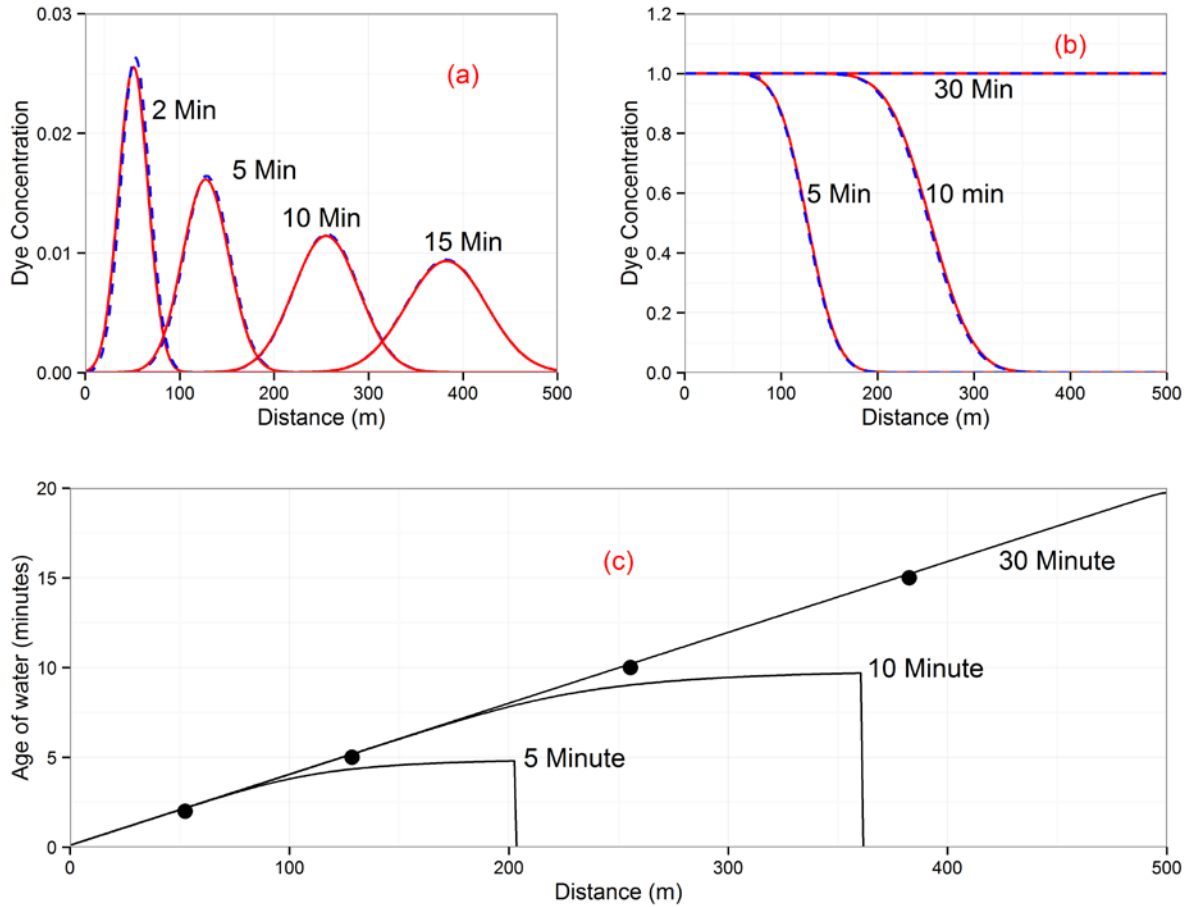 0.03
0.02
0.01
0.00
Dye Concentration
(a)
2 Min
5 Min
10 Min
15 Min
0
100
200
300
400
500
Distance (m)
1.2
1.0
0.8
0.6
0.4
0.2
0.0
Dye Concentration
(b)
30 Min
5 Min
10 min
0
100
200
300
400
500
Distance (m)
20
15
10
5
0
Age of water (minutes)
(c)
30 Minute
10 Minute
5 Minute
0
100
200
300
400
500
Distance (m)